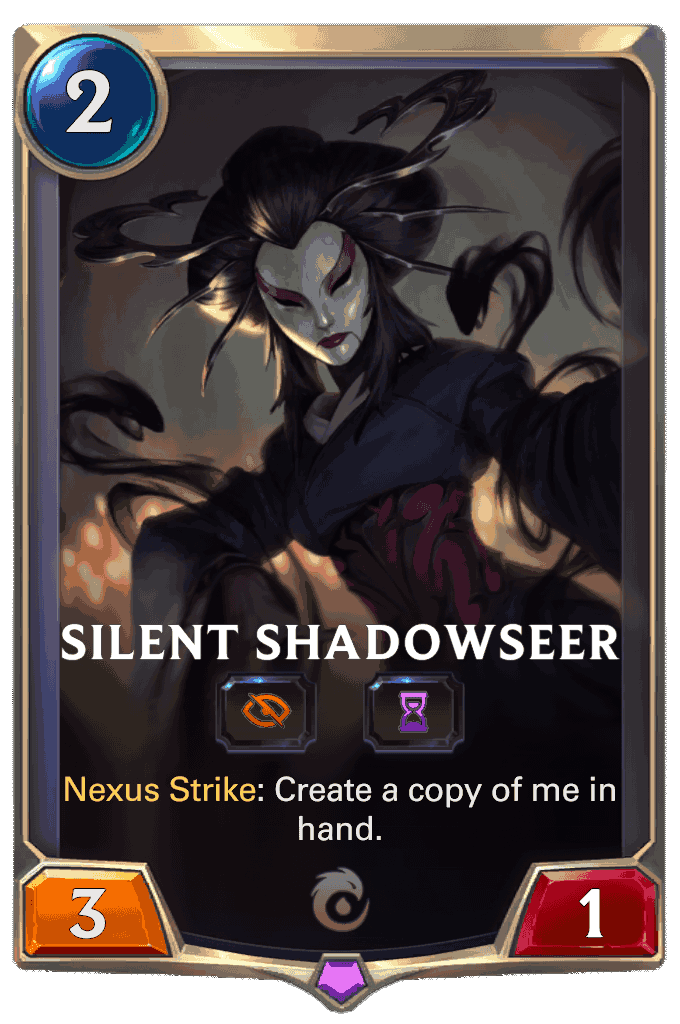 2
SILENT SHADOWSEER
Nexus Strike: Create a copy of me in
hand.
3
1